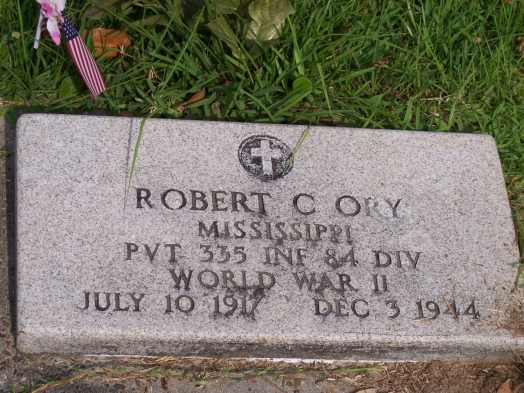 ROBERT C ORY
MISSISSIPPI
PVT 335 INF 84 DIV
WORLD WAR II
JULY 10 1917 DEC 3 1944